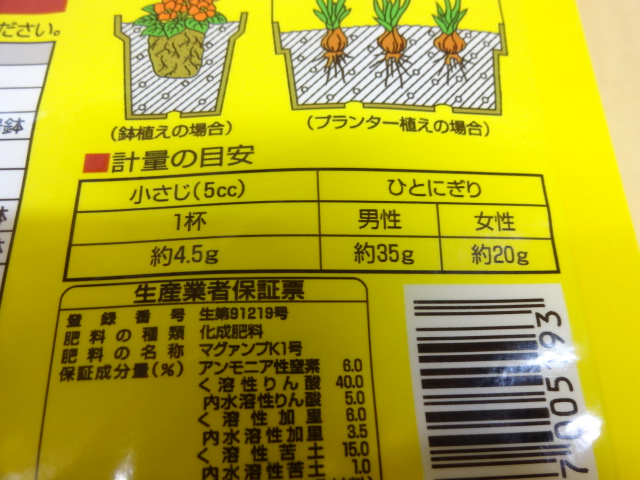 ださい。
鉢
(鉢植えの場合)
(プランター植えの場合)
■計量の目安
小さじ(5cc) ひとにぎり
1杯 男性 女性
約4.5g 約35g 約20g
生産業者保証票
登録番号 生第91219号
肥料の種類 化成肥料
肥料の名称 マグァンプK1号
保証成分量(%) アンモニア性窒素 6.0
く溶性りん酸 40.0
内水溶性りん酸 5.0
く溶性加里 6.0
内水溶性加里 3.5
く溶性苦土 15.0
内水溶性苦土 1.0